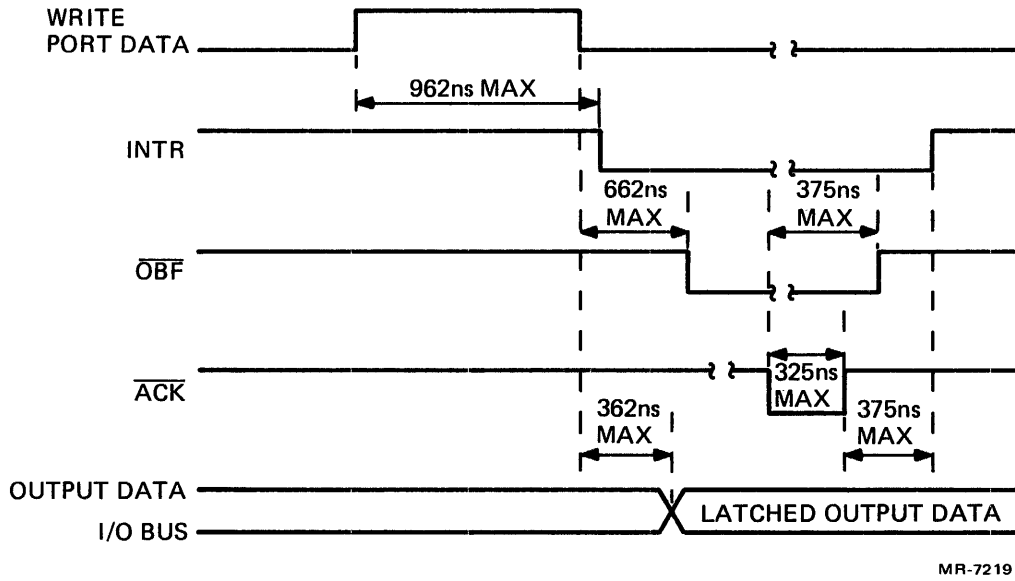 WRITE
PORT DATA
962ns MAX
INTR
662ns
MAX
375ns
MAX
OBF
ACK
325ns
MAX
362ns
MAX
375ns
MAX
OUTPUT DATA
LATCHED OUTPUT DATA
I/O BUS
MR-7219